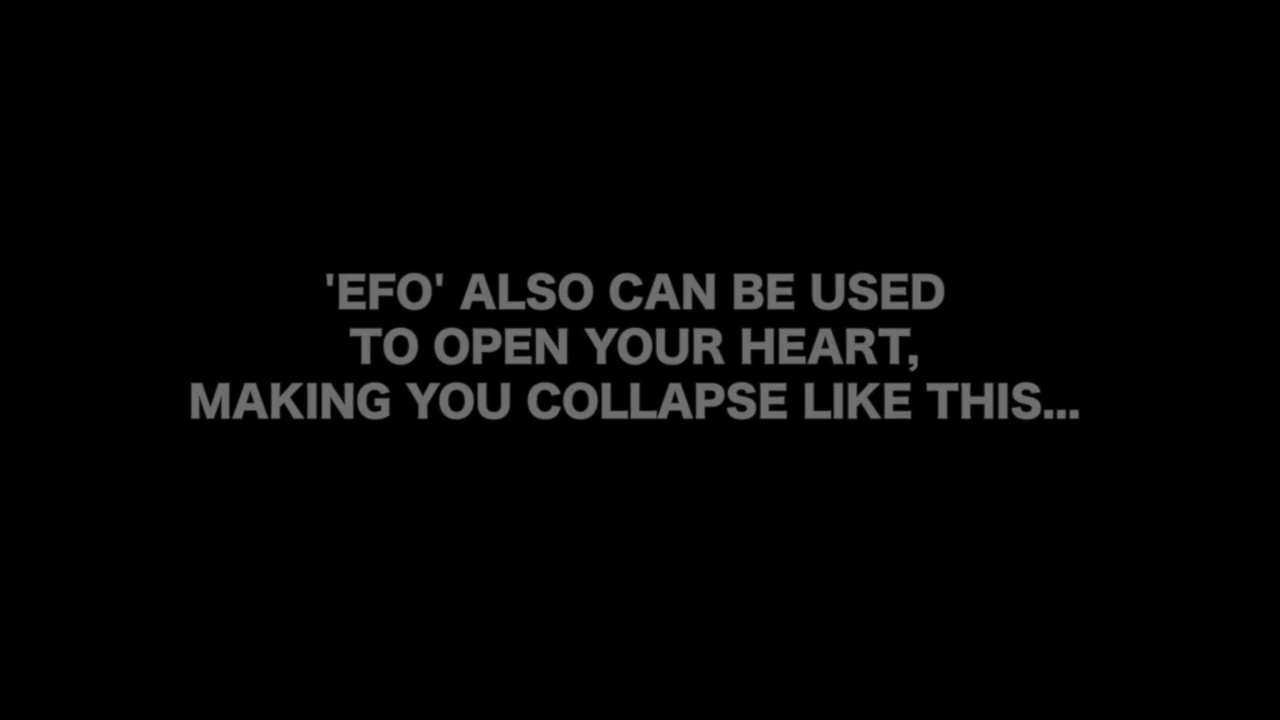 'EFO' ALSO CAN BE USED
TO OPEN YOUR HEART,
MAKING YOU COLLAPSE LIKE THIS...